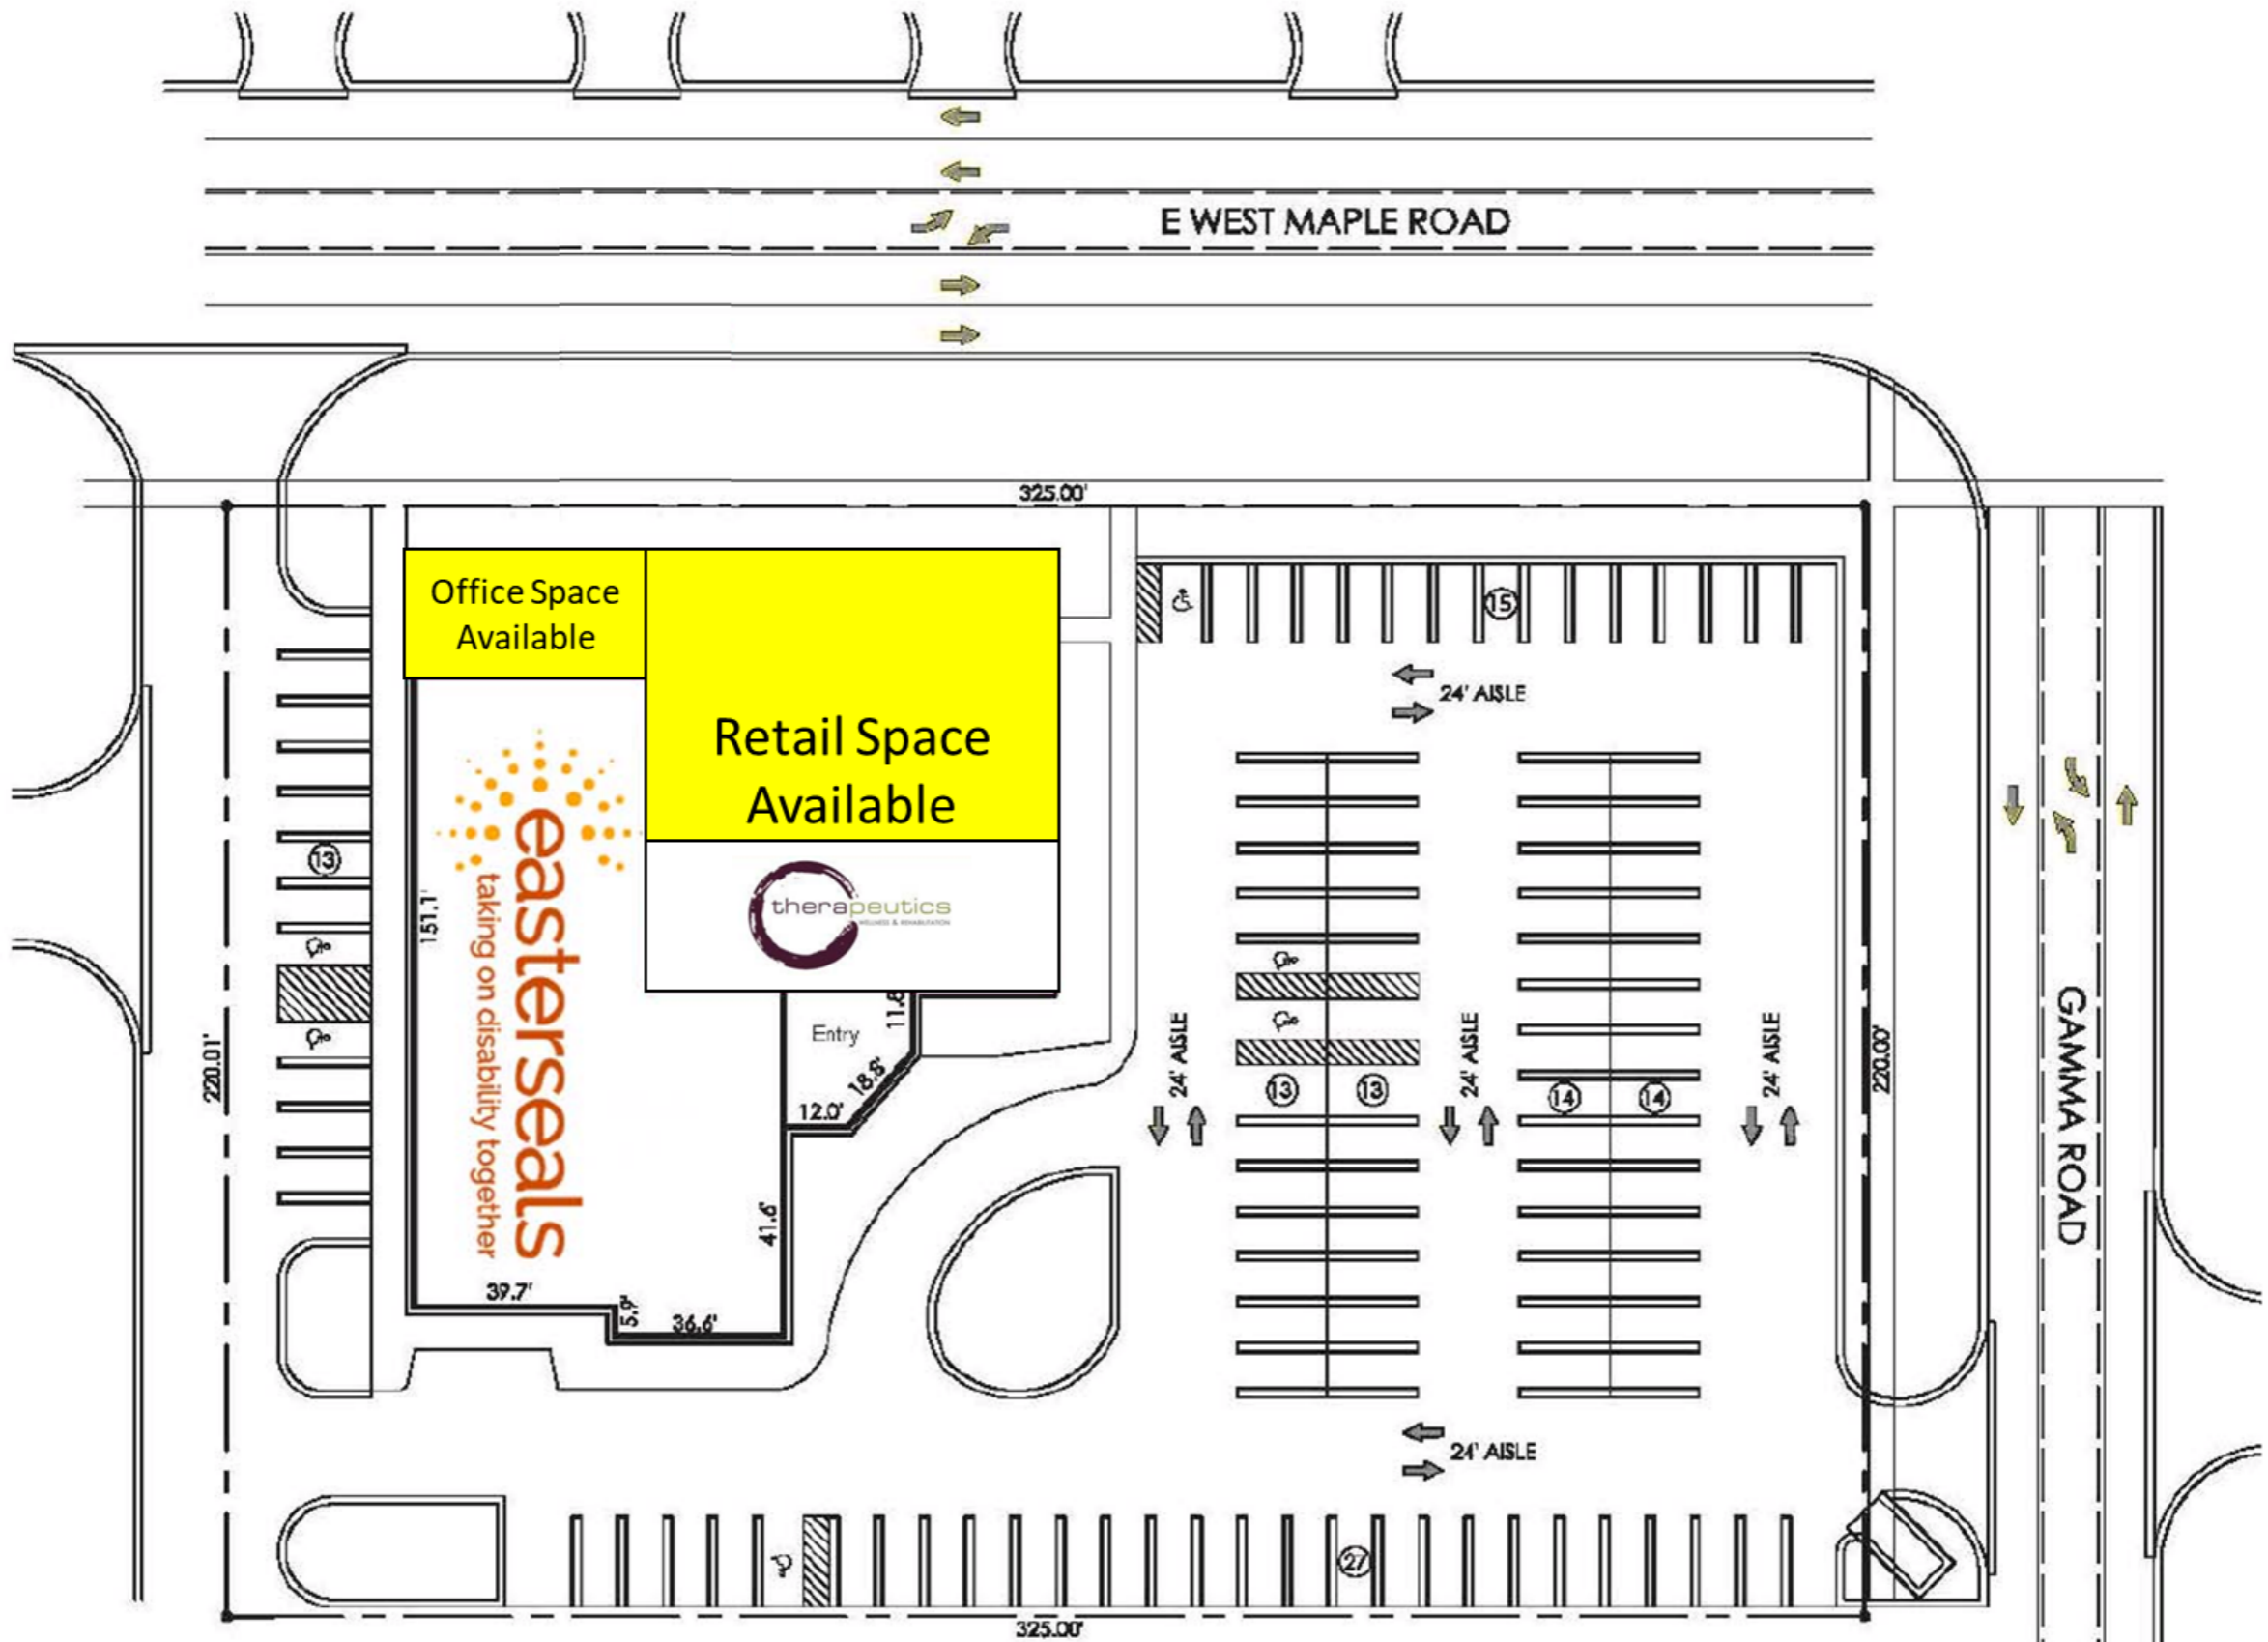 E WEST MAPLE ROAD
325.00'
Office Space
Available
Retail Space
Available
15
24' AISLE
13
151.1'
easterseals
taking on disability together
therapeutics
WELLNESS & REHABILITATION
Entry
11.8
18.8'
12.0'
41.6'
39.7'
5.9'
36.6'
220.01'
24' AISLE
13
13
24' AISLE
14
14
24' AISLE
220.00'
GAMMA ROAD
24' AISLE
27
325.00'